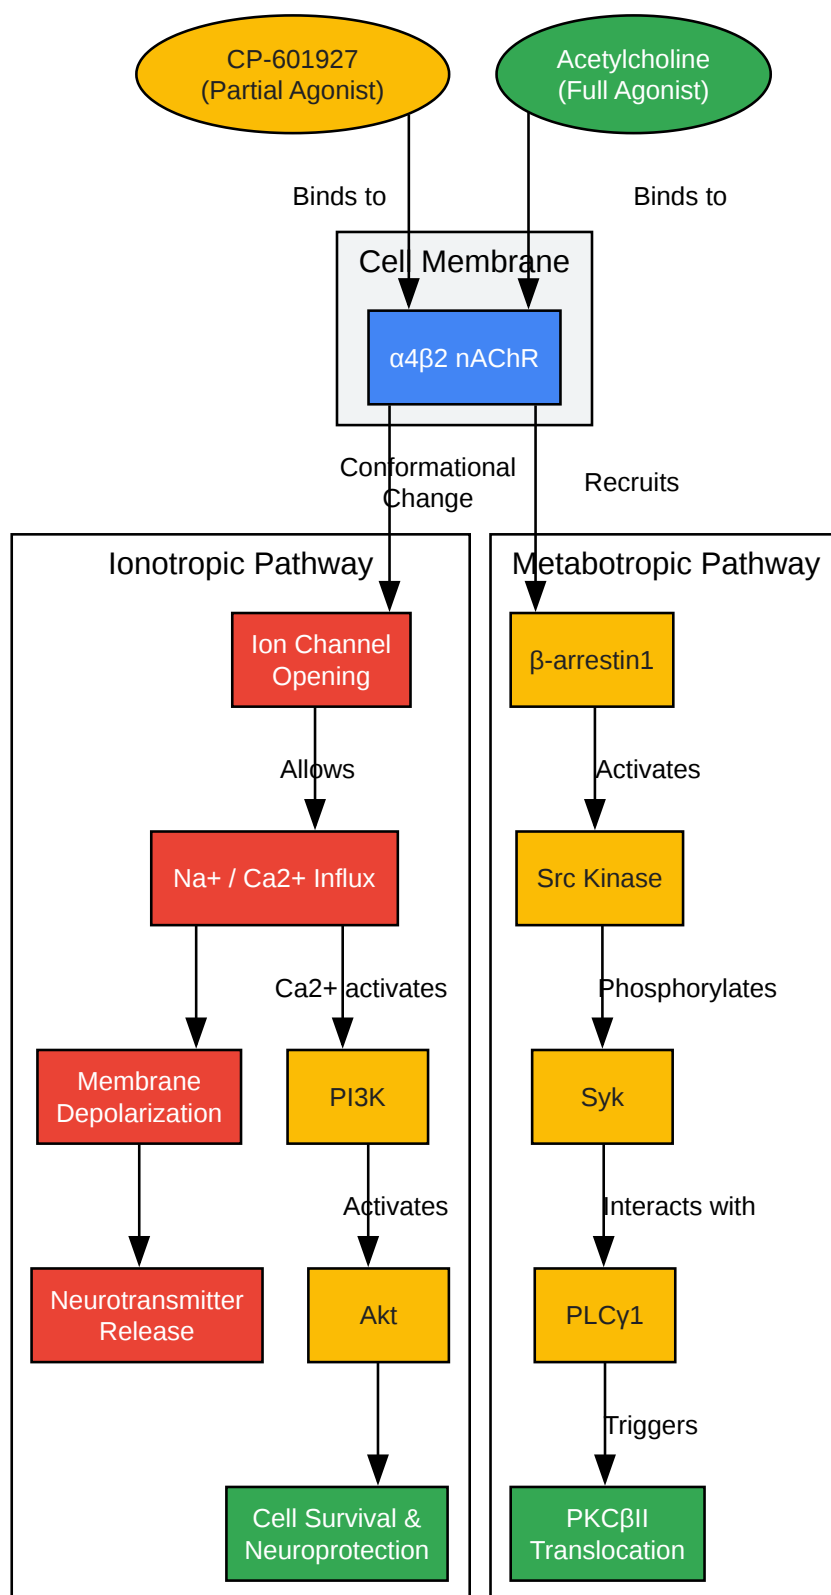 CP-601927
(Partial Agonist)
Acetylcholine
(Full Agonist)
Binds to
Binds to
Cell Membrane
α4β2 nAChR
Conformational
Change
Recruits
Ionotropic Pathway
Metabotropic Pathway
Ion Channel
Opening
β-arrestin1
Allows
Activates
Na+ / Ca2+ Influx
Src Kinase
Ca2+ activates
Phosphorylates
Membrane
Depolarization
PI3K
Syk
Activates
Interacts with
Neurotransmitter
Release
Akt
PLCγ1
Triggers
Cell Survival &
Neuroprotection
PKCβII
Translocation